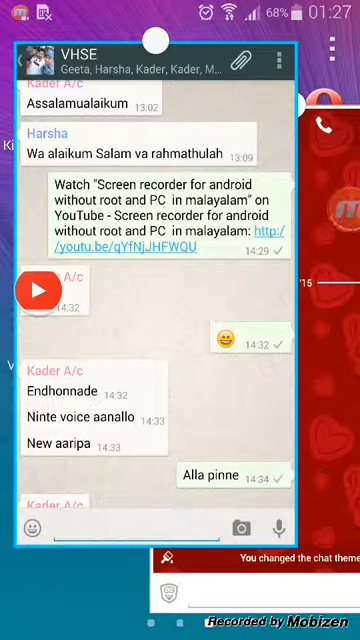 68% 01:27
VHSE
Geeta, Harsha, Kader, Kader, M...
Kader A/c
Assalamualaikum 13:02
Harsha
Wa alaikum Salam va rahmathulah 13:09
Watch "Screen recorder for android
without root and PC in malayalam" on
YouTube - Screen recorder for android
without root and PC in malayalam: http:/
/youtu.be/qYfNjJHFWQU
14:29
A/c
14:32
14:32
Kader A/c
Endhonnade 14:32
Ninte voice aanallo 14:33
New aaripa 14:33
Alla pinne 14:34
Kader A/c
'15
You changed the chat theme
Recorded by Mobizen